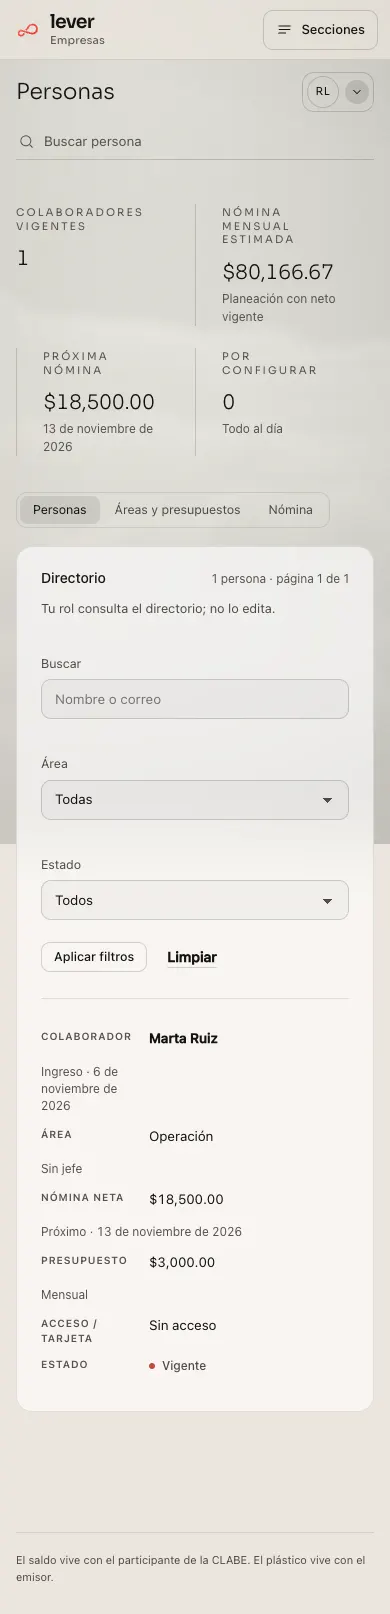 lever
Empresas
Secciones
Personas
RL
Buscar persona
COLABORADORES
VIGENTES
1
NÓMINA
MENSUAL
ESTIMADA
$80,166.67
Planeación con neto
vigente
PRÓXIMA
NÓMINA
$18,500.00
13 de noviembre de
2026
POR
CONFIGURAR
0
Todo al día
Personas
Áreas y presupuestos
Nómina
Directorio
1 persona · página 1 de 1
Tu rol consulta el directorio; no lo edita.
Buscar
Nombre o correo
Área
Todas
Estado
Todos
Aplicar filtros
Limpiar
COLABORADOR Marta Ruiz
Ingreso · 6 de
noviembre de
2026
ÁREA Operación
Sin jefe
NÓMINA NETA $18,500.00
Próximo · 13 de noviembre de 2026
PRESUPUESTO $3,000.00
Mensual
ACCESO /
TARJETA
Sin acceso
ESTADO Vigente
El saldo vive con el participante de la CLABE. El plástico vive con el
emisor.